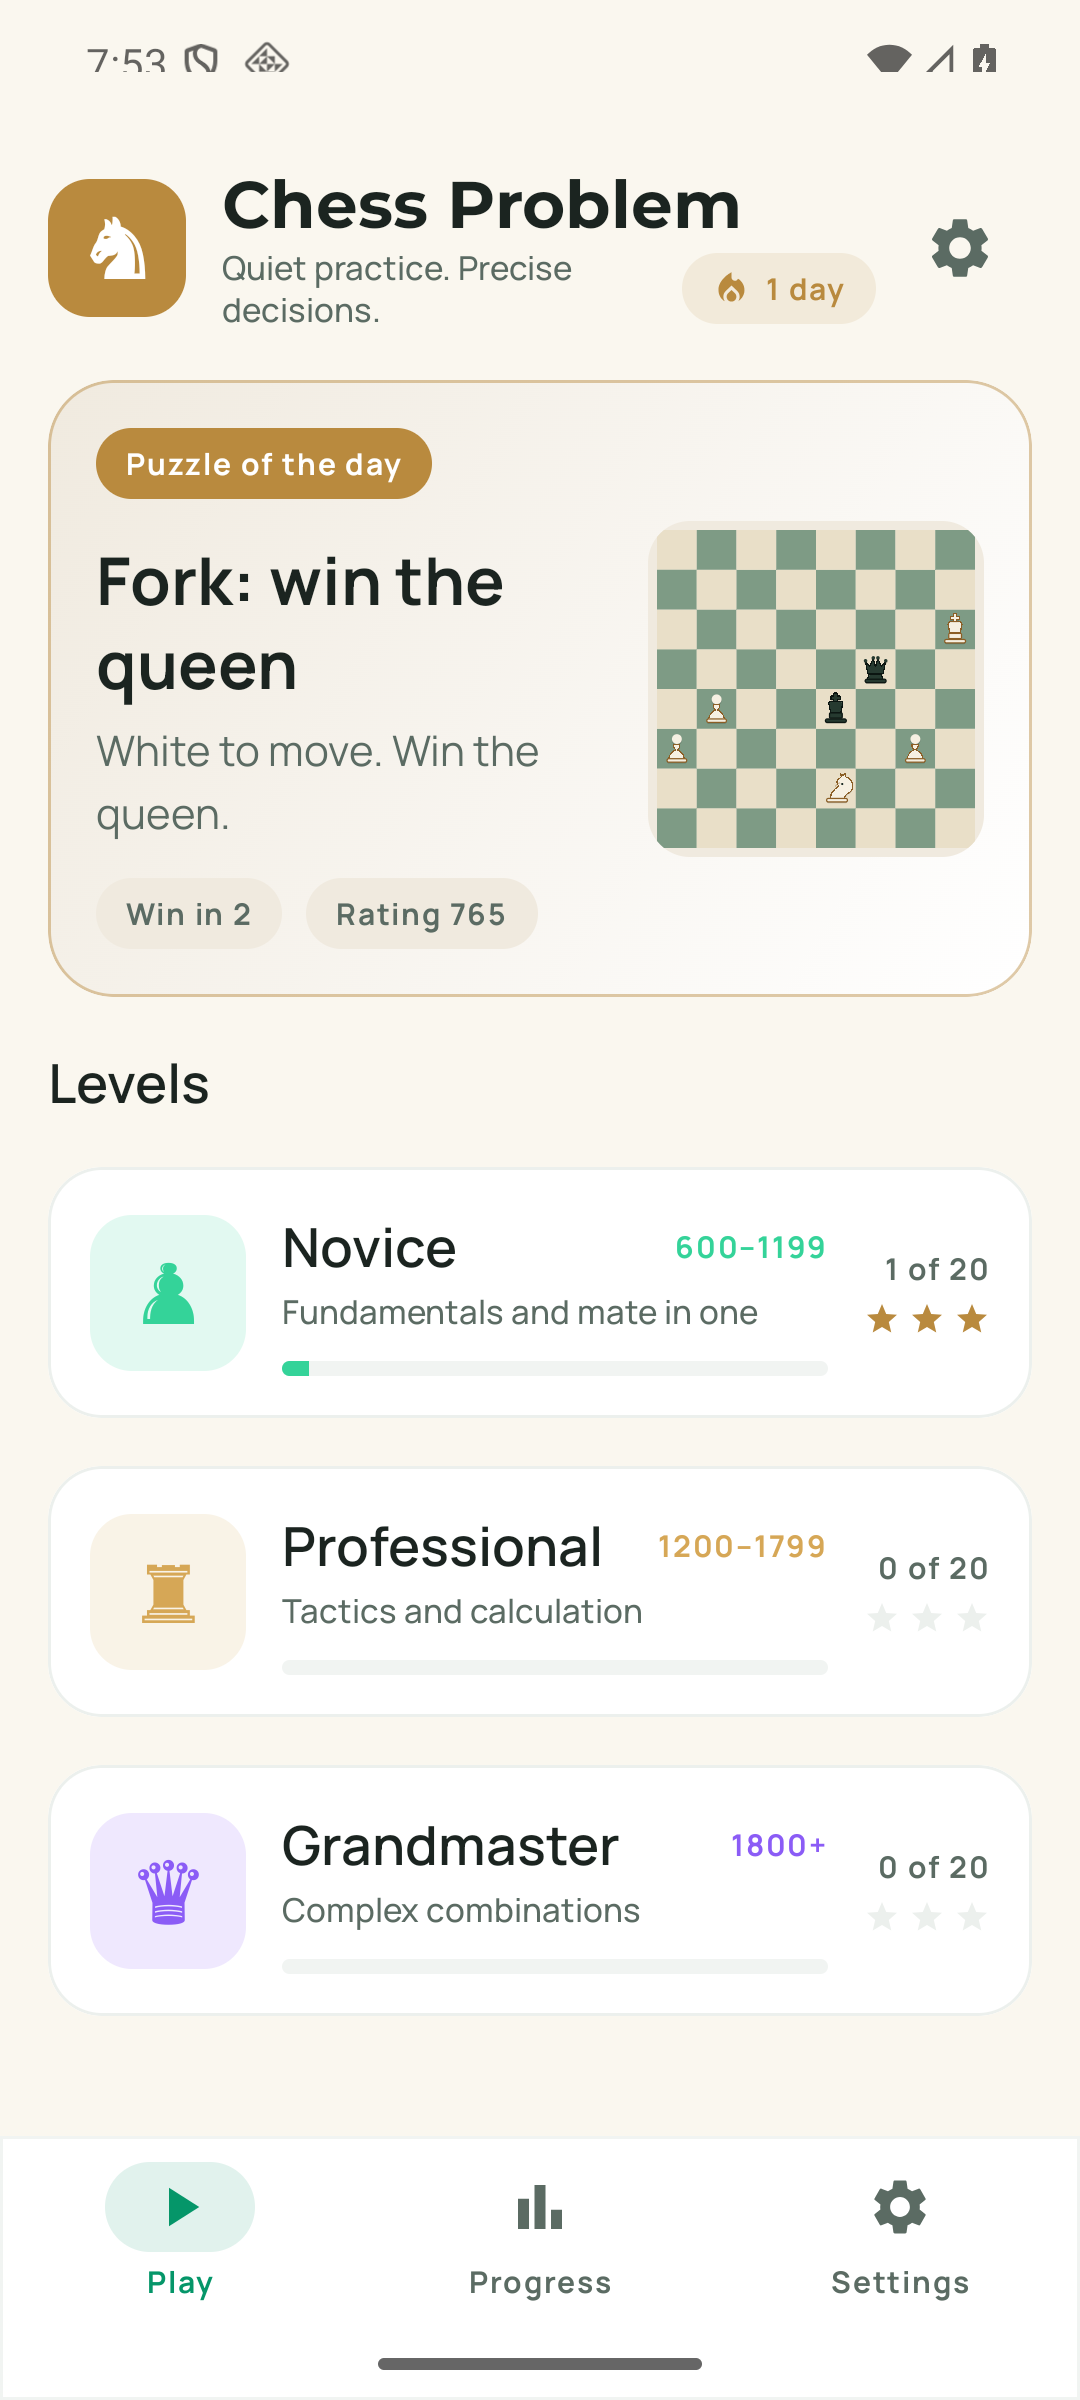 7:53
Chess Problem
Quiet practice. Precise
decisions.
1 day
Puzzle of the day
Fork: win the
queen
White to move. Win the
queen.
Win in 2
Rating 765
Levels
Novice
600–1199
1 of 20
Fundamentals and mate in one
Professional
1200–1799
0 of 20
Tactics and calculation
Grandmaster
1800+
0 of 20
Complex combinations
Play
Progress
Settings